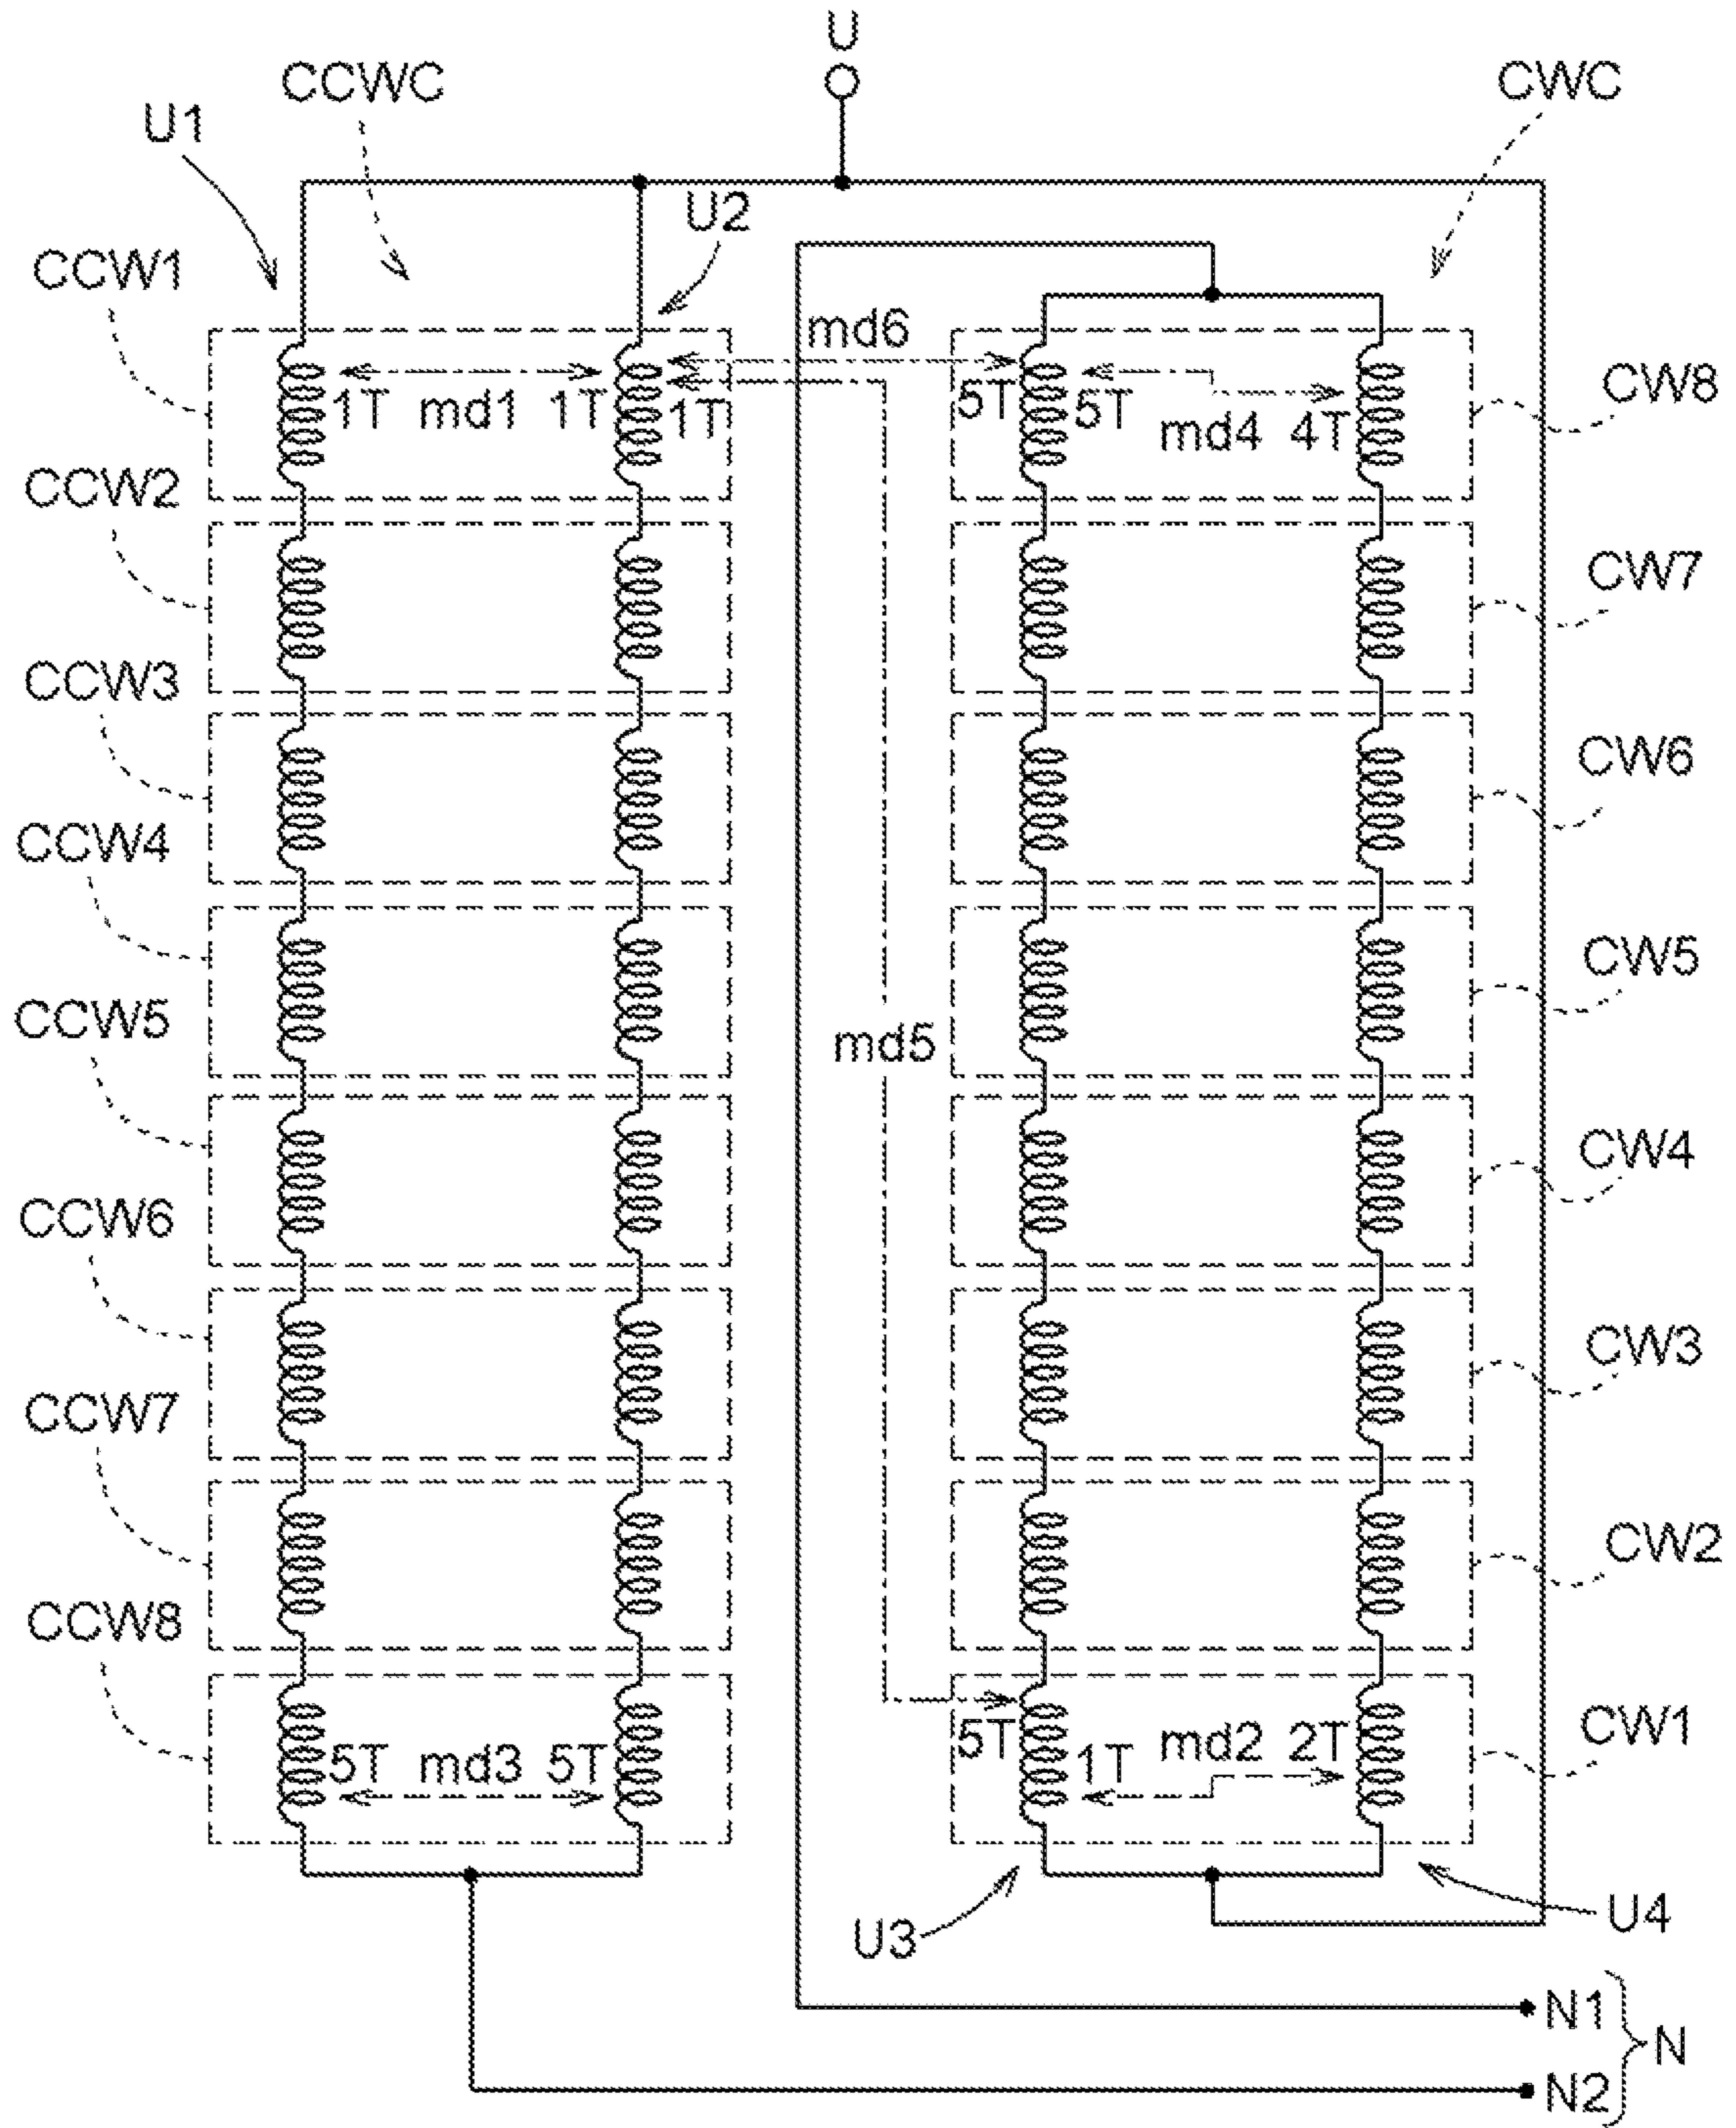 U
CCWC
CWC
U1
U2
CCW1
md6
1T md1 1T
1T
5T
5T
md4 4T
CW8
CCW2
CW7
CCW3
CW6
CCW4
CW5
CCW5
md5
CW4
CCW6
CW3
CCW7
CW2
CCW8
5T md3 5T
5T
1T
md2 2T
CW1
U3
U4
N1
N
N2